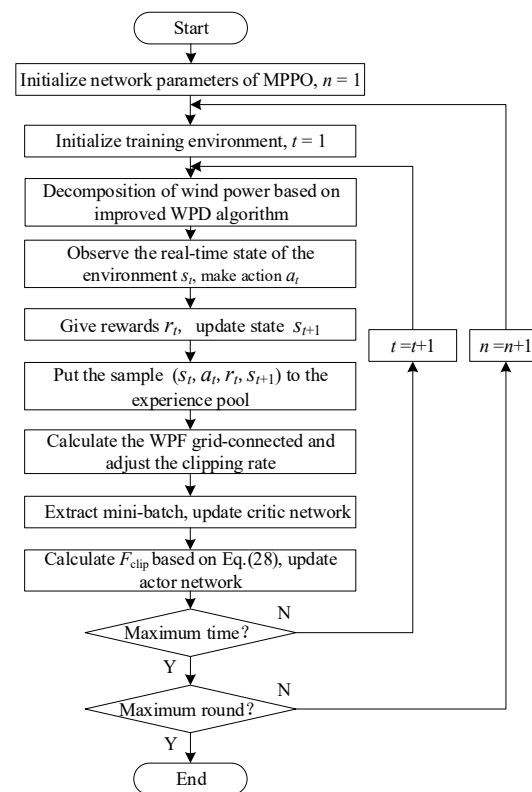 Start
Initialize network parameters of MPPO, n = 1
Initialize training environment, t = 1
Decomposition of wind power based on
improved WPD algorithm
Observe the real-time state of the
environment sₜ, make action aₜ
Give rewards rₜ, update state sₜ₊₁
t =t+1
n =n+1
Put the sample (sₜ, aₜ, rₜ, sₜ₊₁) to the
experience pool
Calculate the WPF grid-connected and
adjust the clipping rate
Extract mini-batch, update critic network
Calculate F_clip based on Eq.(28), update
actor network
Maximum time?
N
Y
Maximum round?
N
Y
End